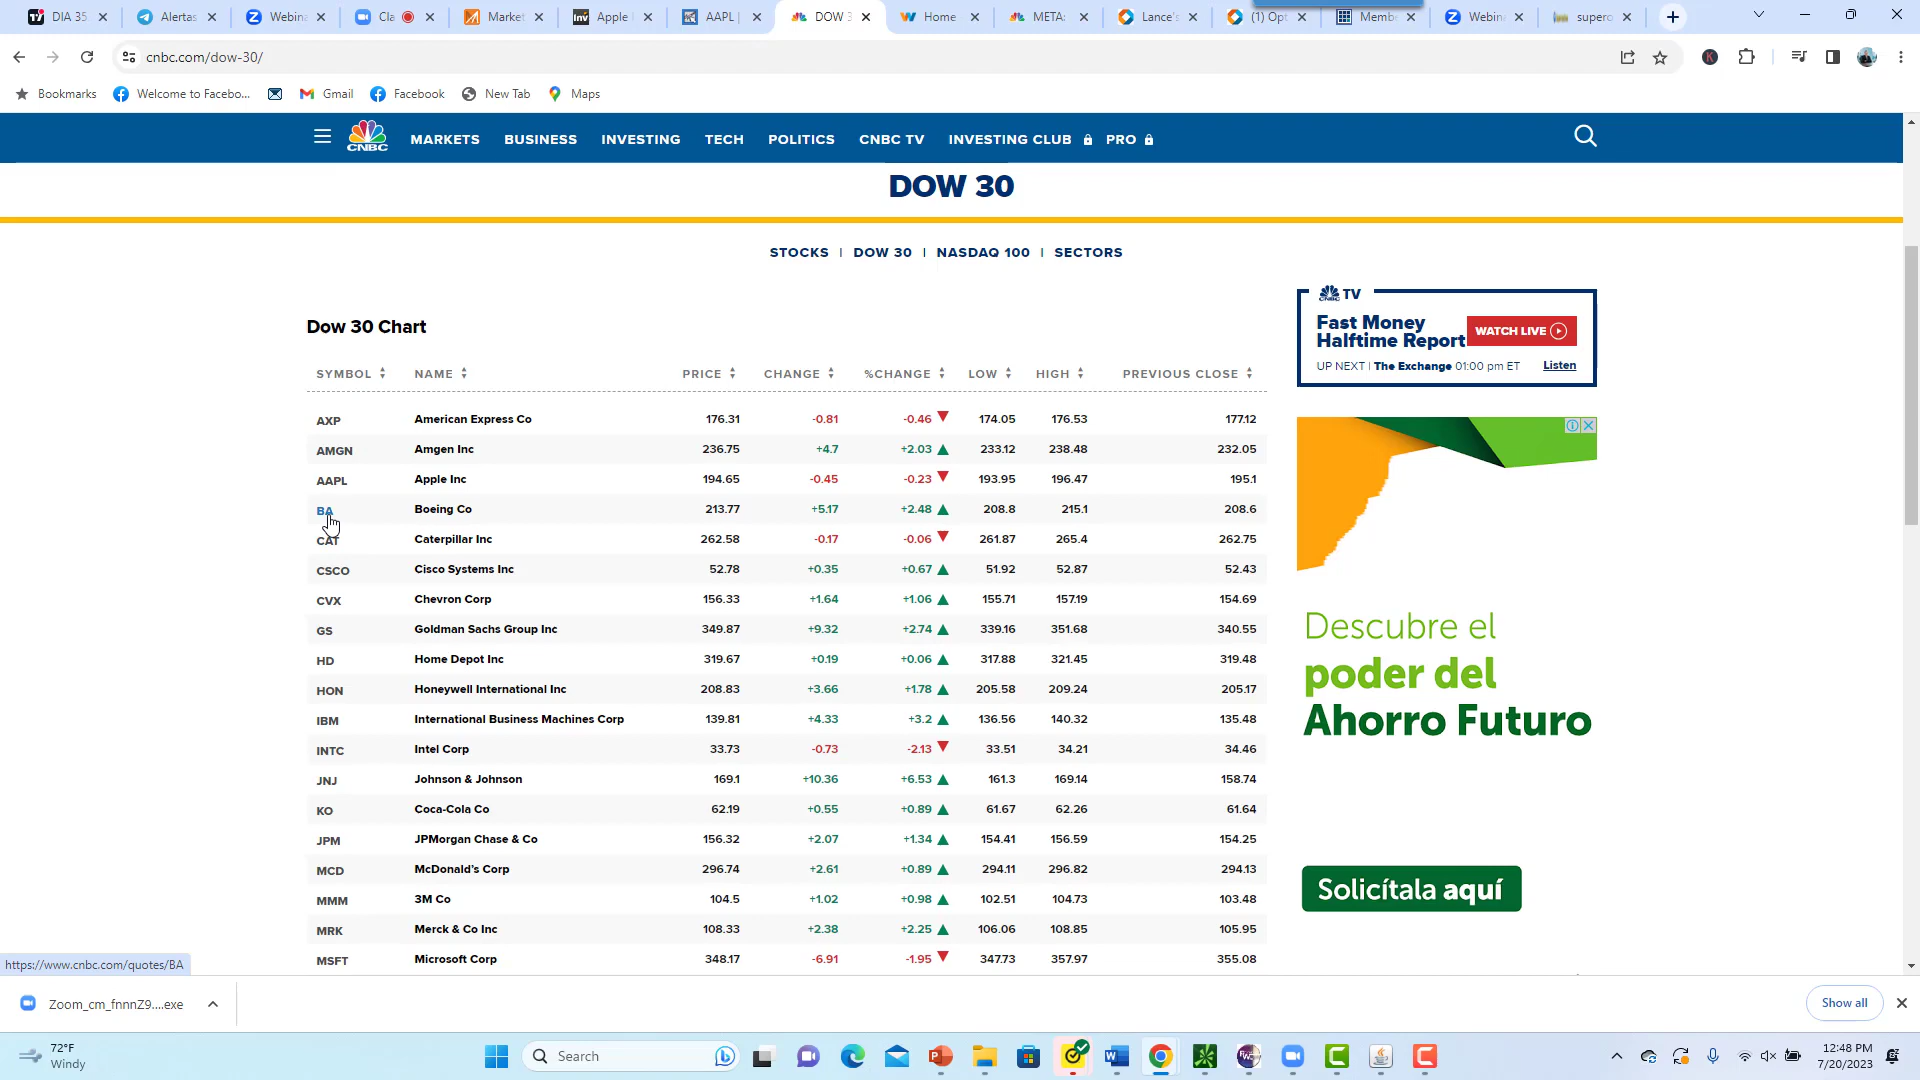 DIA 35
Alertas
Webina
Cla
Market
Apple
AAPL |
DOW 3
Home
META:
Lance's
(1) Opt
Membe
Webin
supero
cnbc.com/dow-30/
Bookmarks
Welcome to Facebo...
Gmail
Facebook
New Tab
Maps
CNBC
MARKETS BUSINESS INVESTING TECH POLITICS CNBC TV INVESTING CLUB PRO
DOW 30
STOCKS | DOW 30 | NASDAQ 100 | SECTORS
Dow 30 Chart
SYMBOL NAME PRICE CHANGE %CHANGE LOW HIGH PREVIOUS CLOSE
AXP American Express Co 176.31 -0.81 -0.46 174.05 176.53 177.12
AMGN Amgen Inc 236.75 +4.7 +2.03 233.12 238.48 232.05
AAPL Apple Inc 194.65 -0.45 -0.23 193.95 196.47 195.1
BA Boeing Co 213.77 +5.17 +2.48 208.8 215.1 208.6
CAT Caterpillar Inc 262.58 -0.17 -0.06 261.87 265.4 262.75
CSCO Cisco Systems Inc 52.78 +0.35 +0.67 51.92 52.87 52.43
CVX Chevron Corp 156.33 +1.64 +1.06 155.71 157.19 154.69
GS Goldman Sachs Group Inc 349.87 +9.32 +2.74 339.16 351.68 340.55
HD Home Depot Inc 319.67 +0.19 +0.06 317.88 321.45 319.48
HON Honeywell International Inc 208.83 +3.66 +1.78 205.58 209.24 205.17
IBM International Business Machines Corp 139.81 +4.33 +3.2 136.56 140.32 135.48
INTC Intel Corp 33.73 -0.73 -2.13 33.51 34.21 34.46
JNJ Johnson & Johnson 169.1 +10.36 +6.53 161.3 169.14 158.74
KO Coca-Cola Co 62.19 +0.55 +0.89 61.67 62.26 61.64
JPM JPMorgan Chase & Co 156.32 +2.07 +1.34 154.41 156.59 154.25
MCD McDonald's Corp 296.74 +2.61 +0.89 294.11 296.82 294.13
MMM 3M Co 104.5 +1.02 +0.98 102.51 104.73 103.48
MRK Merck & Co Inc 108.33 +2.38 +2.25 106.06 108.85 105.95
MSFT Microsoft Corp 348.17 -6.91 -1.95 347.73 357.97 355.08
CNBC TV
Fast Money
Halftime Report
WATCH LIVE
UP NEXT | The Exchange 01:00 pm ET
Listen
Descubre el
poder del
Ahorro Futuro
Solicítala aquí
https://www.cnbc.com/quotes/BA
Zoom_cm_fnnnZ9....exe
Show all
72°F
Windy
Search
12:48 PM
7/20/2023